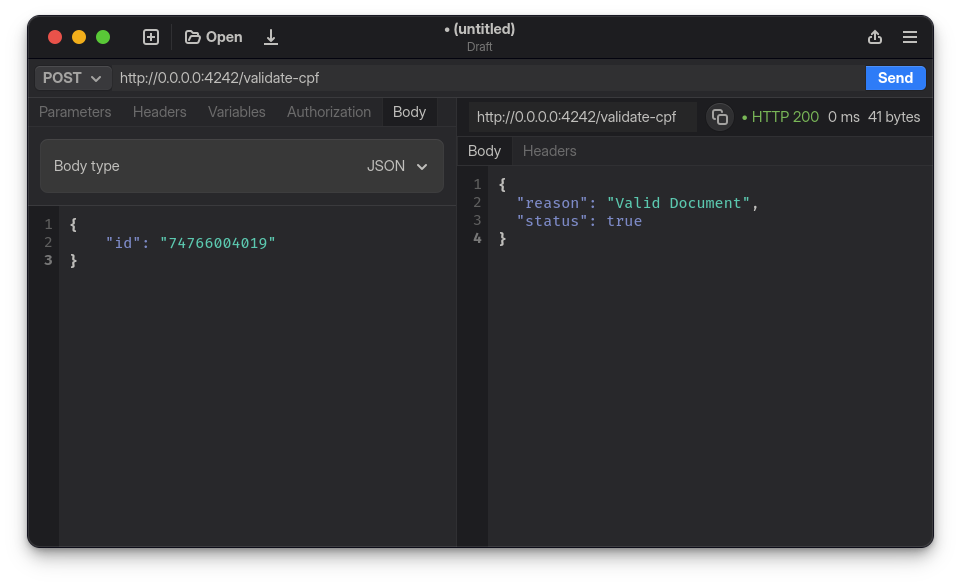 Open
• (untitled)
Draft
POST
http://0.0.0.0:4242/validate-cpf
Send
Parameters Headers Variables Authorization Body
Body type
JSON
1 {
2 "id": "74766004019"
3 }
http://0.0.0.0:4242/validate-cpf
• HTTP 200 0 ms 41 bytes
Body Headers
1 {
2 "reason": "Valid Document",
3 "status": true
4 }